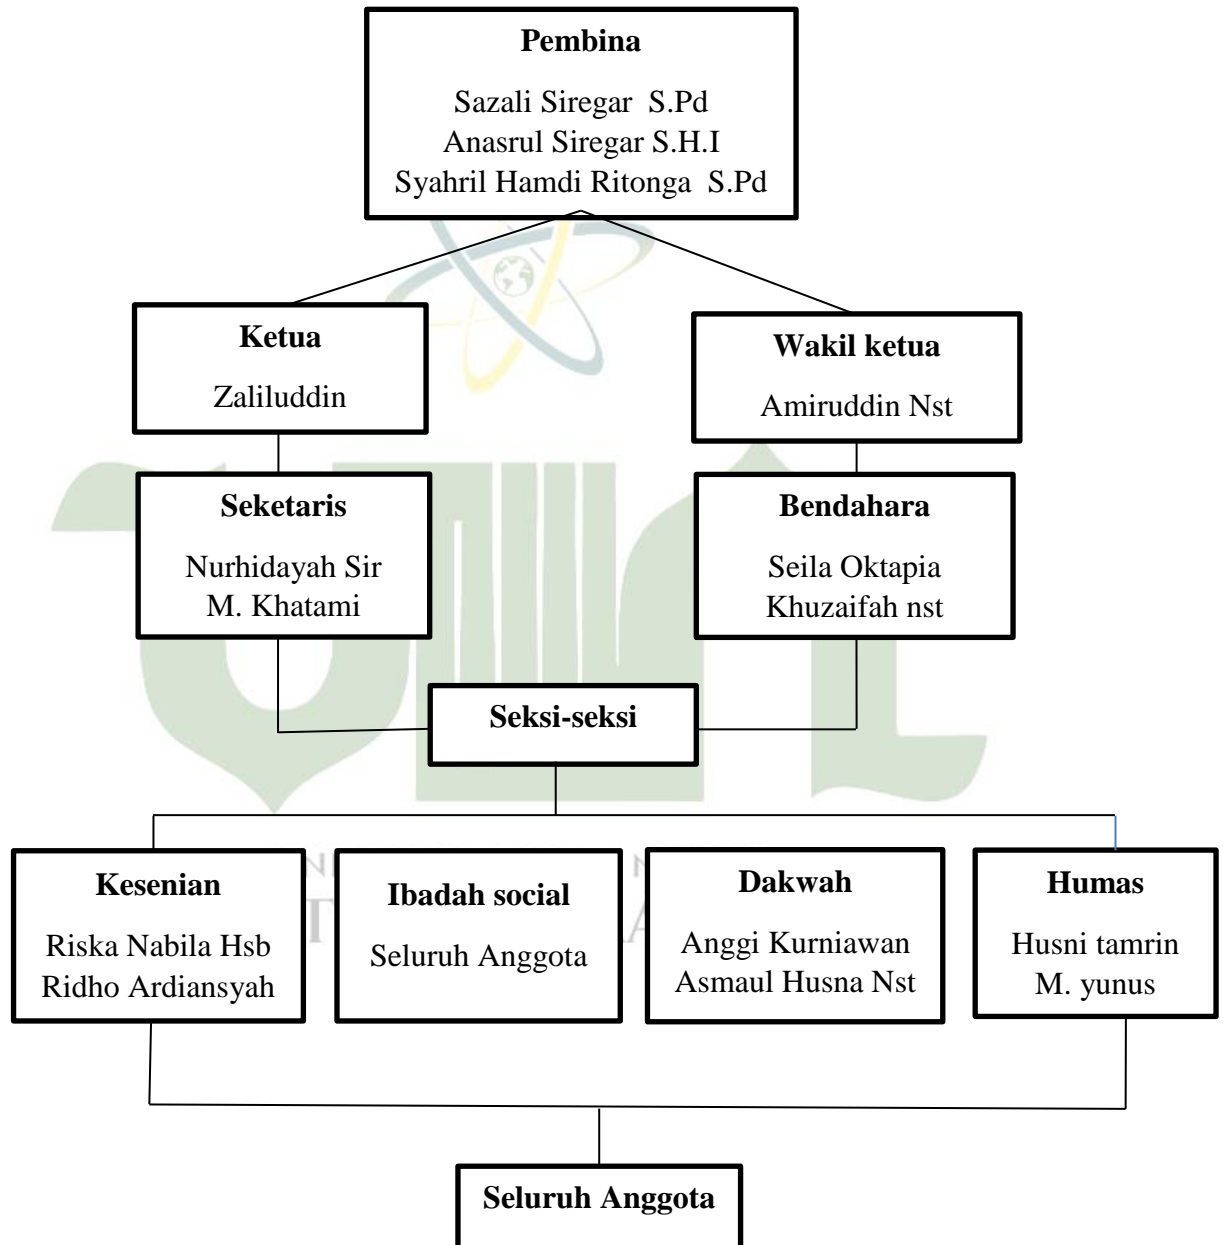 Pembina
Sazali Siregar S.Pd
Anasrul Siregar S.H.I
Syahril Hamdi Ritonga S.Pd
Ketua
Zaliluddin
Wakil ketua
Amiruddin Nst
Seketaris
Nurhidayah Sir
M. Khatami
Bendahara
Seila Oktapia
Khuzaifah nst
Seksi-seksi
Kesenian
Riska Nabila Hsb
Ridho Ardiansyah
Ibadah social
Seluruh Anggota
Dakwah
Anggi Kurniawan
Asmaul Husna Nst
Humas
Husni tamrin
M. yunus
Seluruh Anggota